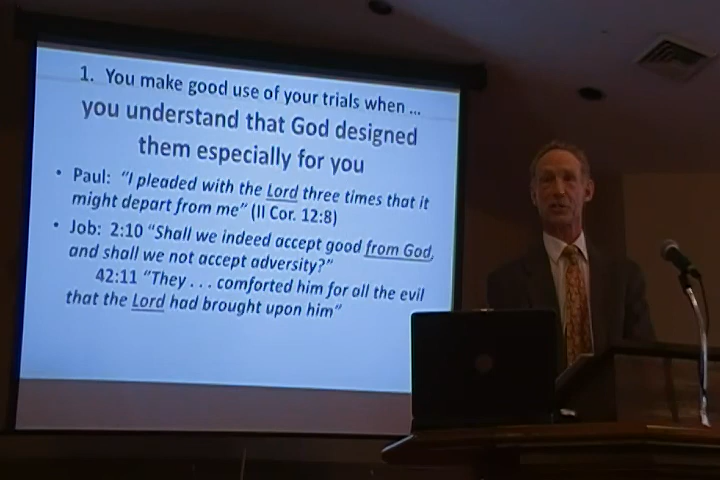 1. You make good use of your trials when ...
you understand that God designed
them especially for you
• Paul: "I pleaded with the Lord three times that it
might depart from me" (II Cor. 12:8)
• Job: 2:10 "Shall we indeed accept good from God,
and shall we not accept adversity?"
42:11 "They . . . comforted him for all the evil
that the Lord had brought upon him"